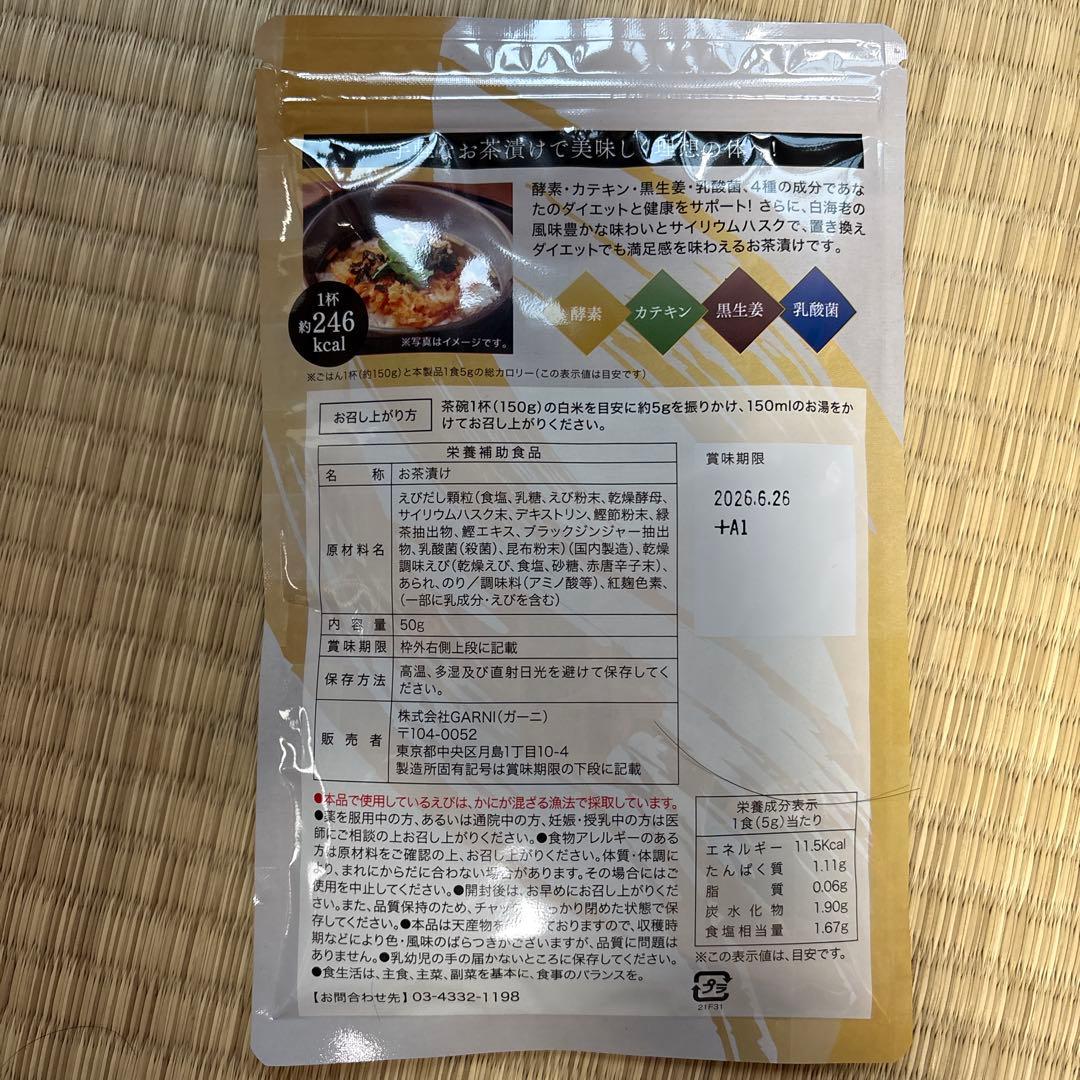 お茶漬けで美味しく理想の体へ!
酵素・カテキン・黒生姜・乳酸菌、4種の成分であな
たのダイエットと健康をサポート! さらに、白海老の
風味豊かな味わいとサイリウムハスクで、置き換え
ダイエットでも満足感を味わえるお茶漬けです。
1杯
約246
kcal
※写真はイメージです。
酵素
カテキン
黒生姜
乳酸菌
※ごはん1杯(約150g)と本製品1食5gの総カロリー(この表示値は目安です)
お召し上がり方
茶碗1杯(150g)の白米を目安に約5gを振りかけ、150mlのお湯をか
けてお召し上がりください。
栄養補助食品
名称 お茶漬け
原材料名
えびだし顆粒(食塩、乳糖、えび粉末、乾燥酵母、
サイリウムハスク末、デキストリン、鰹節粉末、緑
茶抽出物、鰹エキス、ブラックジンジャー抽出
物、乳酸菌(殺菌)、昆布粉末)(国内製造)、乾燥
調味えび(乾燥えび、食塩、砂糖、赤唐辛子末)、
あられ、のり/調味料(アミノ酸等)、紅麹色素、
(一部に乳成分・えびを含む)
内容量 50g
賞味期限 枠外右側上段に記載
保存方法
高温、多湿及び直射日光を避けて保存してく
ださい。
販売者
株式会社GARNI(ガーニ)
〒104-0052
東京都中央区月島1丁目10-4
製造所固有記号は賞味期限の下段に記載
賞味期限
2026.6.26
+A1
●本品で使用しているえびは、かにが混ざる漁法で採取しています。
●薬を服用中の方、あるいは通院中の方、妊娠・授乳中の方は医
師にご相談の上お召し上がりください。●食物アレルギーのある
方は原材料をご確認の上、お召し上がりください。体質・体調に
より、まれにからだに合わない場合があります。その場合にはご
使用を中止してください。●開封後は、お早めにお召し上がりくだ
さい。また、品質保持のため、チャックをしっかり閉めた状態で保
存してください。●本品は天産物を ておりますので、収穫時
期などにより色・風味のばらつきがございますが、品質に問題は
ありません。●乳幼児の手の届かないところに保存してください。
●食生活は、主食、主菜、副菜を基本に、食事のバランスを。
【お問合わせ先】03-4332-1198
栄養成分表示
1食(5g)当たり
エネルギー 11.5Kcal
たんぱく質 1.11g
脂質 0.06g
炭水化物 1.90g
食塩相当量 1.67g
※この表示値は、目安です。
プラ
21F31